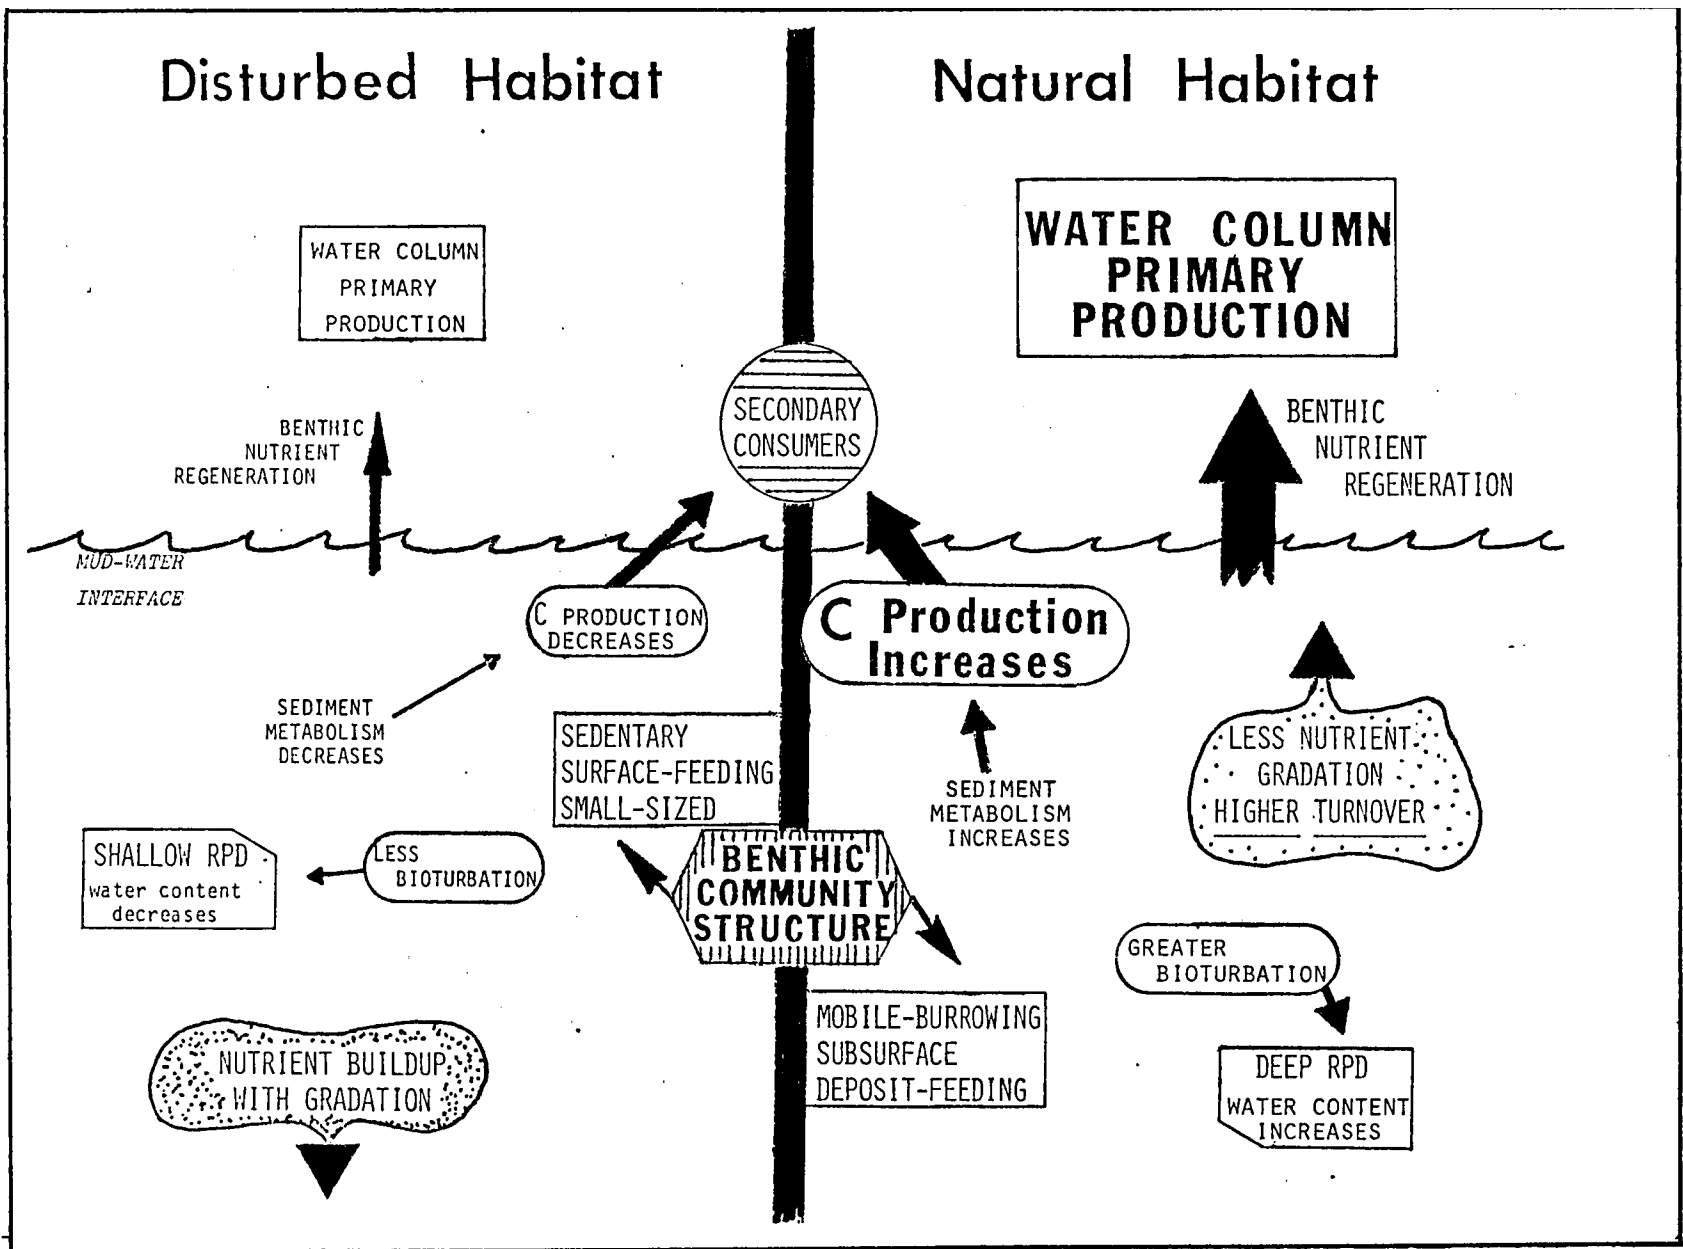 Disturbed Habitat
Natural Habitat
WATER COLUMN
PRIMARY
PRODUCTION
WATER COLUMN
PRIMARY
PRODUCTION
SECONDARY
CONSUMERS
BENTHIC
NUTRIENT
REGENERATION
BENTHIC
NUTRIENT
REGENERATION
MUD-WATER
INTERFACE
C PRODUCTION
DECREASES
C Production
Increases
SEDIMENT
METABOLISM
DECREASES
SEDENTARY
SURFACE-FEEDING
SMALL-SIZED
SEDIMENT
METABOLISM
INCREASES
LESS NUTRIENT
GRADATION
HIGHER TURNOVER
SHALLOW RPD
water content
decreases
LESS
BIOTURBATION
BENTHIC
COMMUNITY
STRUCTURE
GREATER
BIOTURBATION
MOBILE-BURROWING
SUBSURFACE
DEPOSIT-FEEDING
NUTRIENT BUILDUP
WITH GRADATION
DEEP RPD
WATER CONTENT
INCREASES